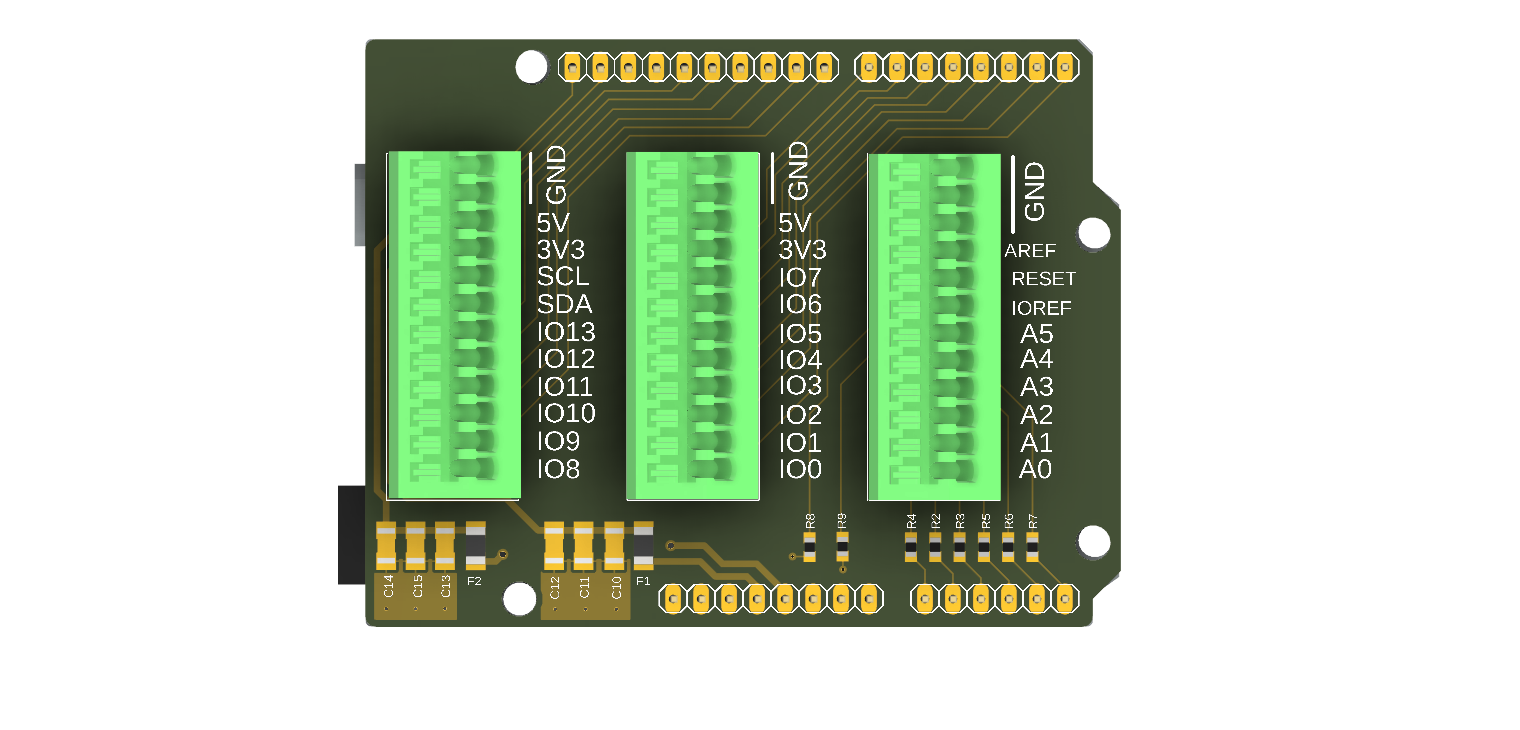 GND
5V
3V3
SCL
SDA
IO13
IO12
IO11
IO10
IO9
IO8
GND
5V
3V3
IO7
IO6
IO5
IO4
IO3
IO2
IO1
IO0
GND
AREF
RESET
IOREF
A5
A4
A3
A2
A1
A0
R8
R9
R4
R2
R3
R5
R6
R7
C14
C15
C13
F2
C12
C11
C10
F1